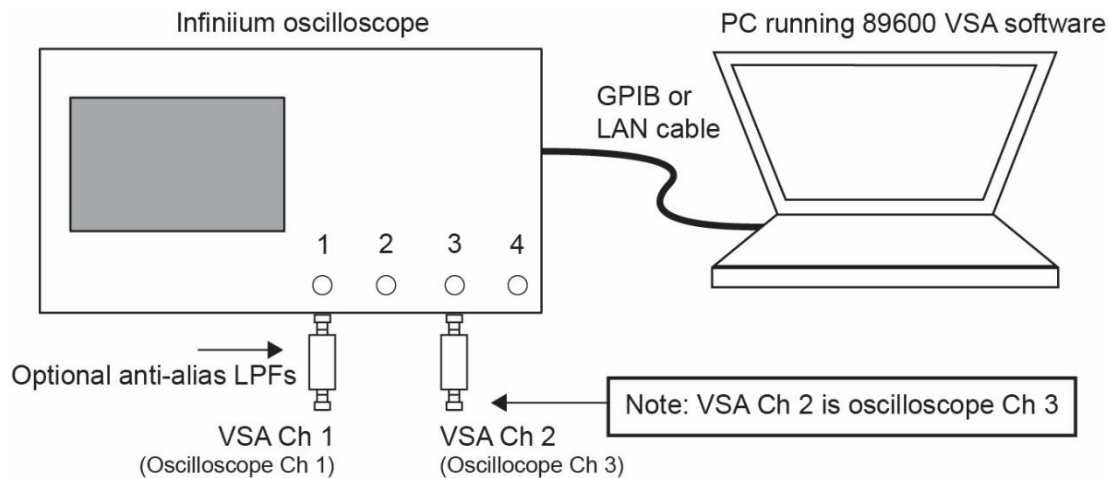 Infiniium oscilloscope
PC running 89600 VSA software
GPIB or
LAN cable
1 2 3 4
Optional anti-alias LPFs
Note: VSA Ch 2 is oscilloscope Ch 3
VSA Ch 1
(Oscilloscope Ch 1)
VSA Ch 2
(Oscillocope Ch 3)